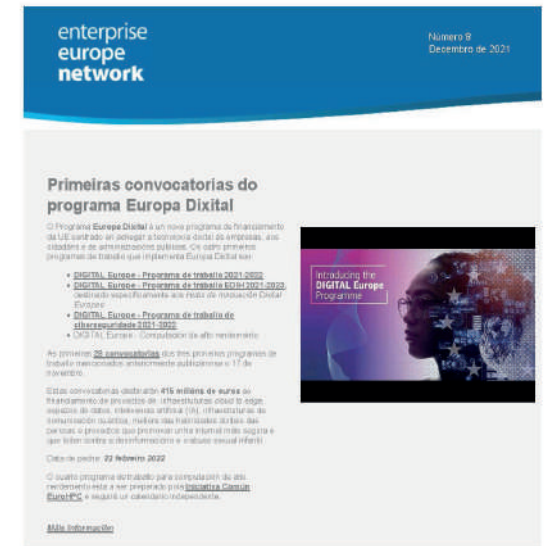 enterprise
europe
network
Número 9
Decembro de 2021
Primeiras convocatorias do
programa Europa Dixital
O Programa Europa Dixital é un novo programa de financiamento
da UE centrado en achegar a tecnoloxía dixital ás empresas, aos
cidadáns e ás administracións públicas. Os catro primeiros
programas de traballo que implementa Europa Dixital son:
• DIGITAL Europe - Programa de traballo 2021-2022
• DIGITAL Europe - Programa de traballo EDIH 2021-2023,
destinado especificamente aos Hubs de Innovación Dixital
Europeos
• DIGITAL Europe - Programa de traballo de
ciberseguridade 2021-2022
• DIGITAL Europe - Computación de alto rendemento
As primeiras convocatorias dos tres primeiros programas de
traballo mencionados anteriormente publicáronse o 17 de
novembro.
Estas convocatorias destinarán 415 millóns de euros ao
financiamento de proxectos de: infraestruturas cloud to edge,
espazos de datos, intelixencia artificial (IA), infraestruturas de
comunicación cuántica, mellora das habilidades dixitais das
persoas e proxectos que promovan unha internet máis segura e
que loiten contra a desinformación e o abuso sexual infantil.
Data de peche: 22 febreiro 2022
O cuarto programa de traballo para computación de alto
rendemento está a ser preparado pola Iniciativa Común
EuroHPC e seguirá un calendario independente.
Máis información
Introducing the
DIGITAL Europe
Programme